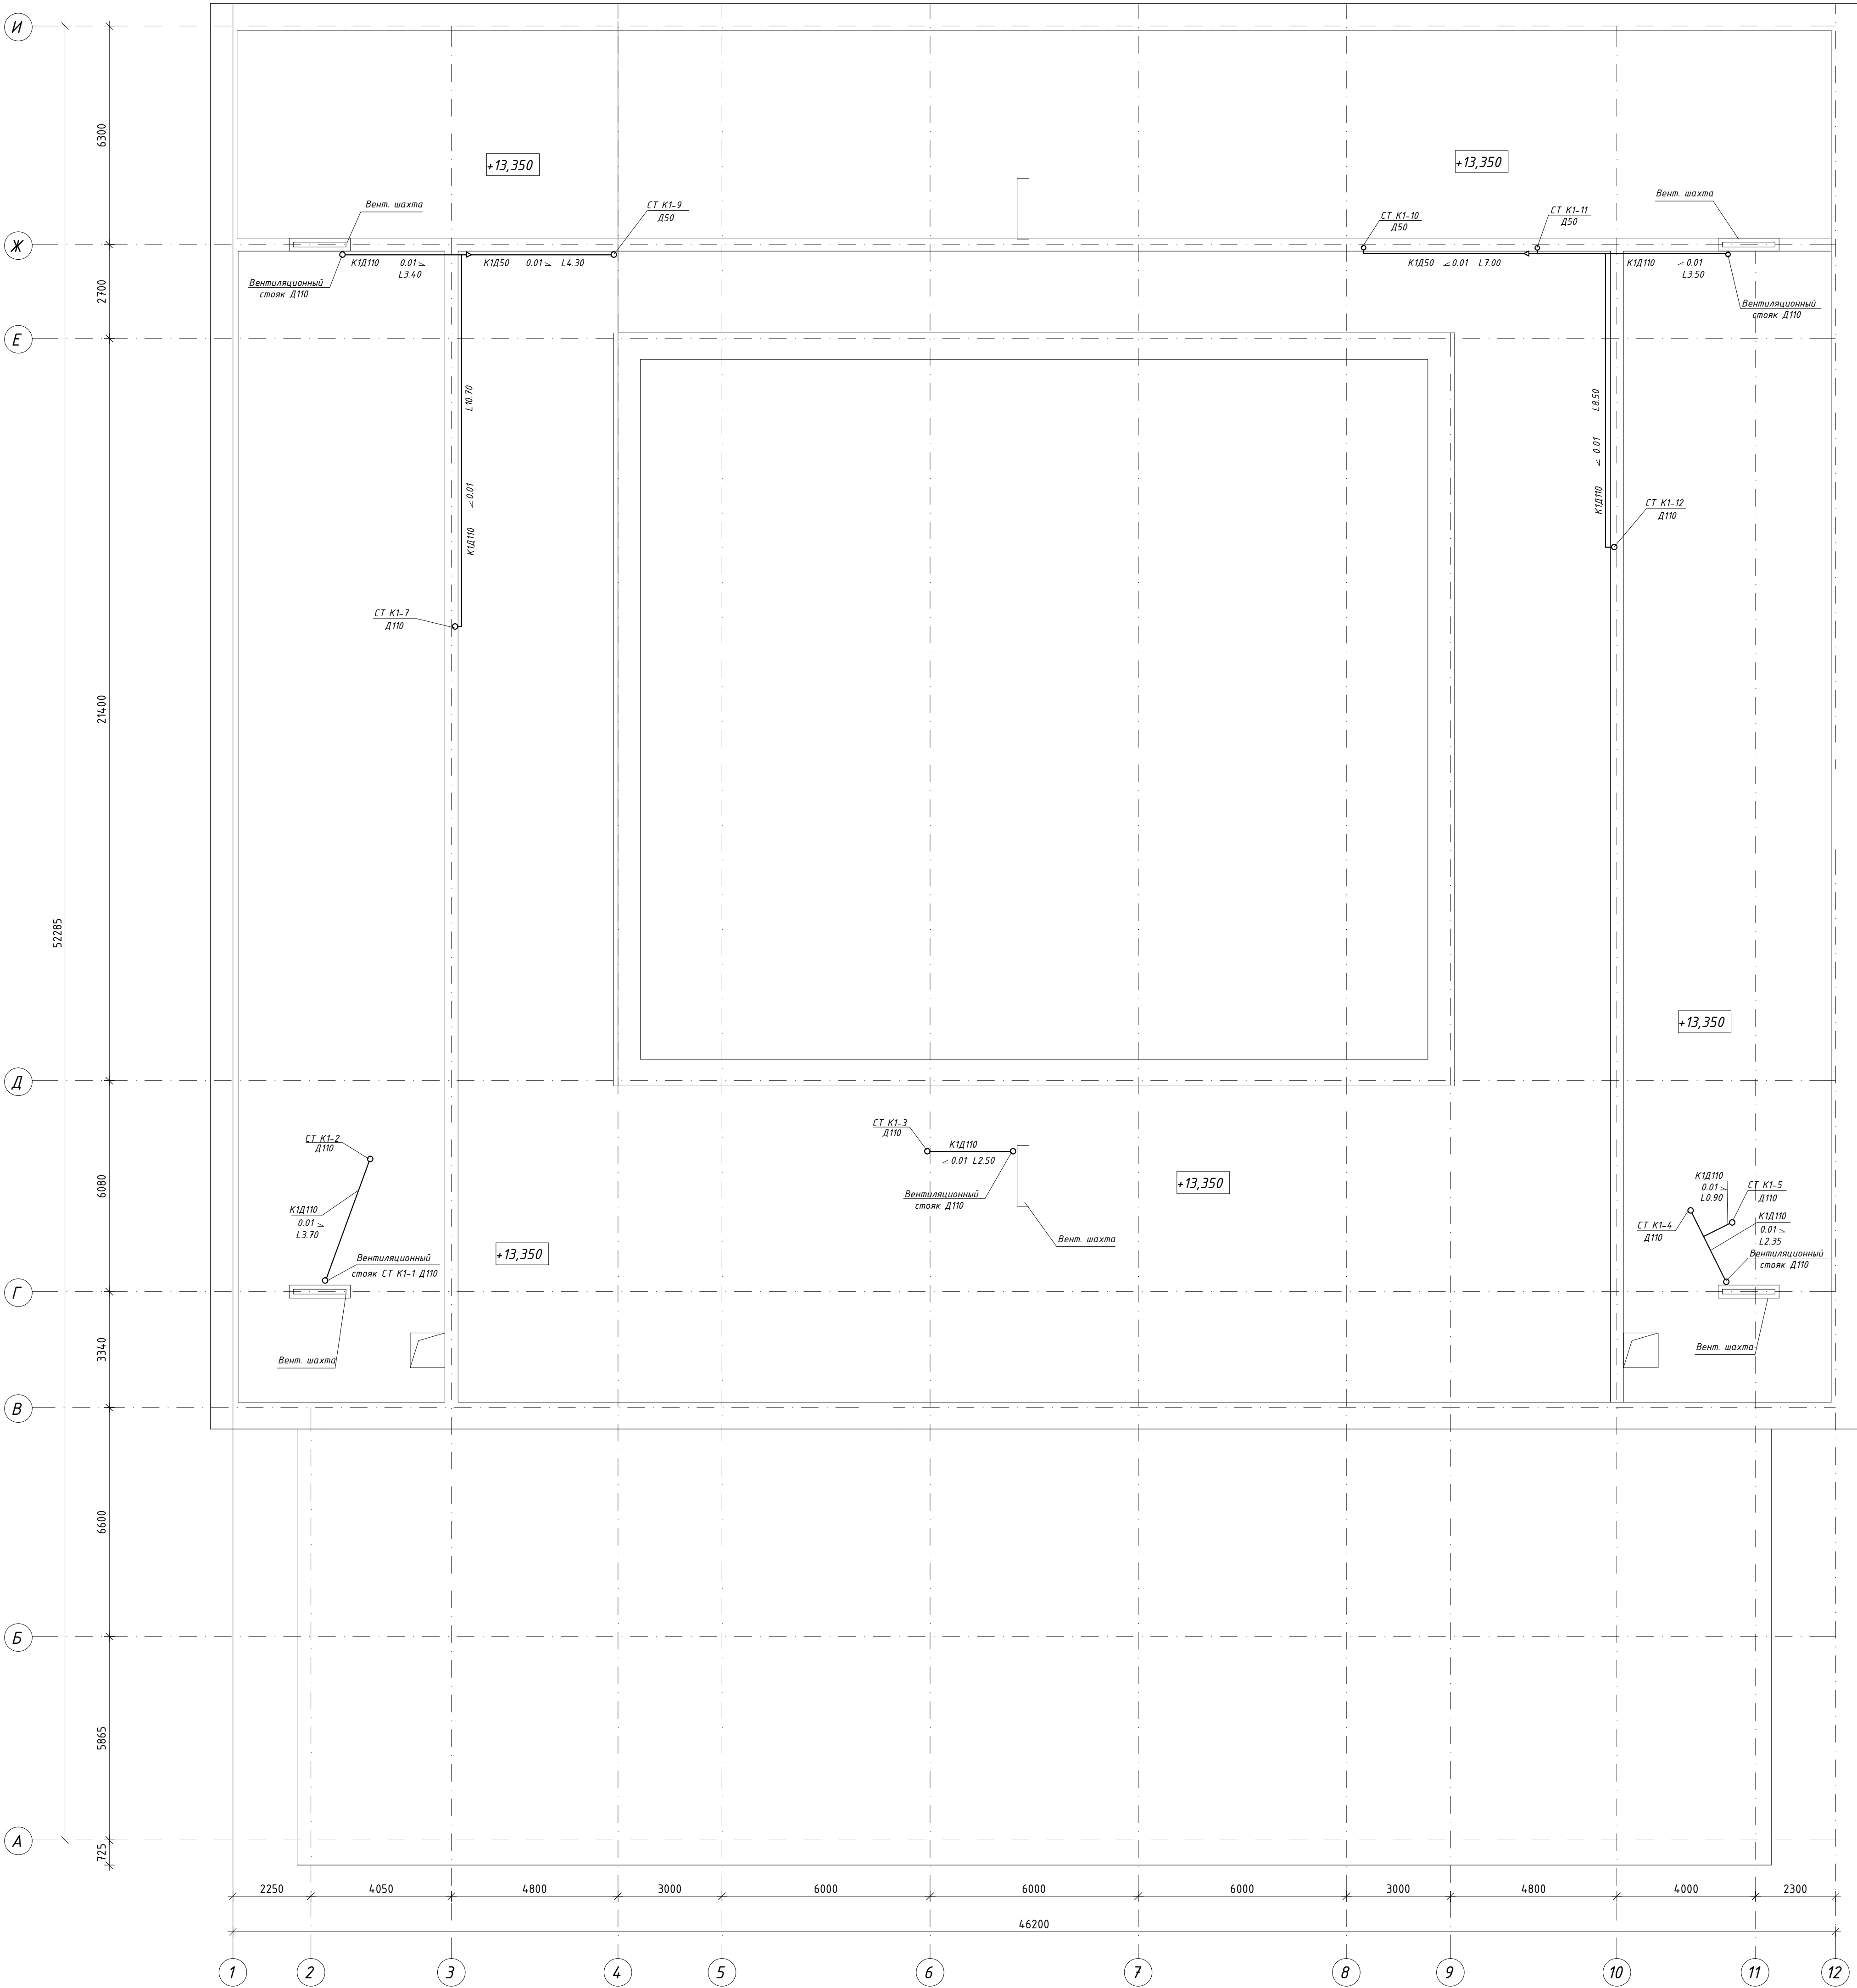 И
6300
+13,350
+13,350
Вент. шахта
СТ К1-9
Д50
СТ К1-10
Д50
СТ К1-11
Д50
Вент. шахта
Ж
К1Д110 0.01
L3.40
К1Д50 0.01 L4.30
К1Д50 0.01 L7.00
К1Д110 0.01
L3.50
Вентиляционный
стояк Д110
Вентиляционный
стояк Д110
2700
Е
L10.70
0.01
К1Д110
L8.50
0.01
К1Д110
СТ К1-12
Д110
СТ К1-7
Д110
21400
52285
+13,350
Д
СТ К1-2
Д110
СТ К1-3
Д110
К1Д110
0.01 L2.50
Вентиляционный
стояк Д110
Вент. шахта
+13,350
6080
К1Д110
0.01
L3.70
К1Д110
0.01
L0.90
СТ К1-5
Д110
СТ К1-4
Д110
К1Д110
0.01
L2.35
Вентиляционный
стояк Д110
+13,350
Вентиляционный
стояк СТ К1-1 Д110
Г
3340
Вент. шахта
Вент. шахта
В
6600
Б
5865
А
725
2250
4050
4800
3000
6000
6000
6000
3000
4800
4000
2300
46200
1
2
3
4
5
6
7
8
9
10
11
12